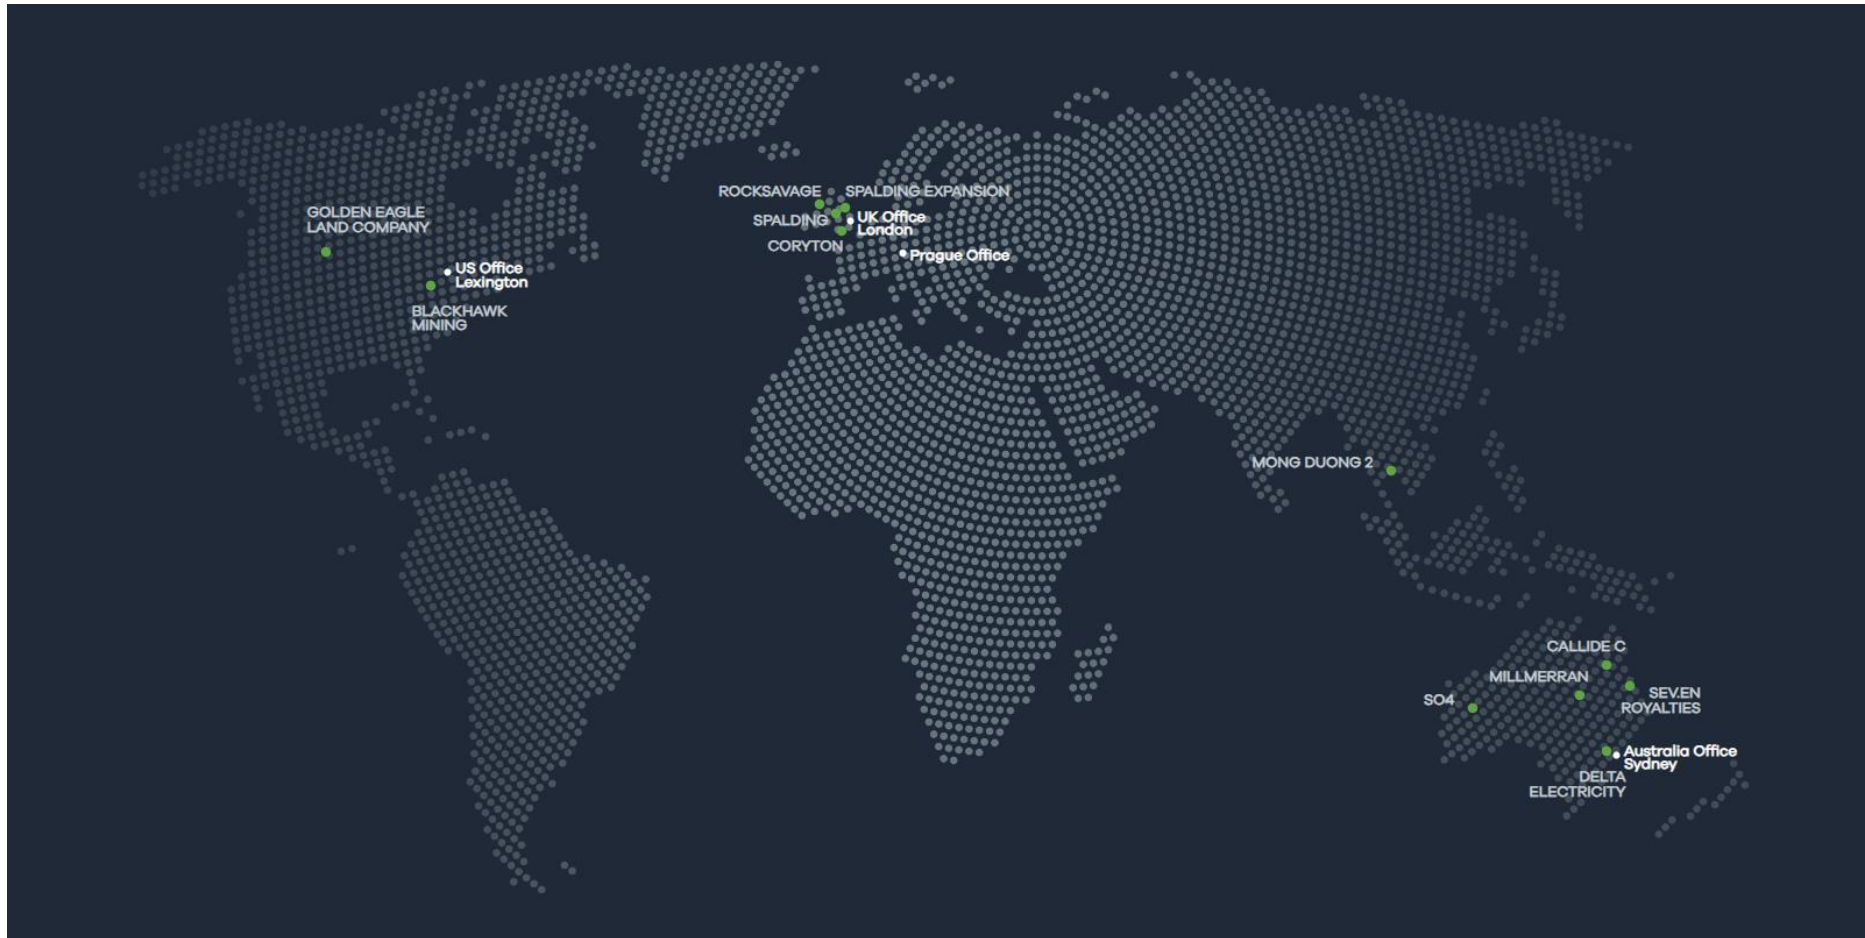 ROCKSAVAGE
SPALDING EXPANSION
GOLDEN EAGLE
LAND COMPANY
SPALDING
UK Office
London
CORYTON
Prague Office
US Office
Lexington
BLACKHAWK
MINING
MONG DUONG 2
CALLIDE C
MILLMERRAN
SO4
SEV.EN
ROYALTIES
Australia Office
Sydney
DELTA
ELECTRICITY